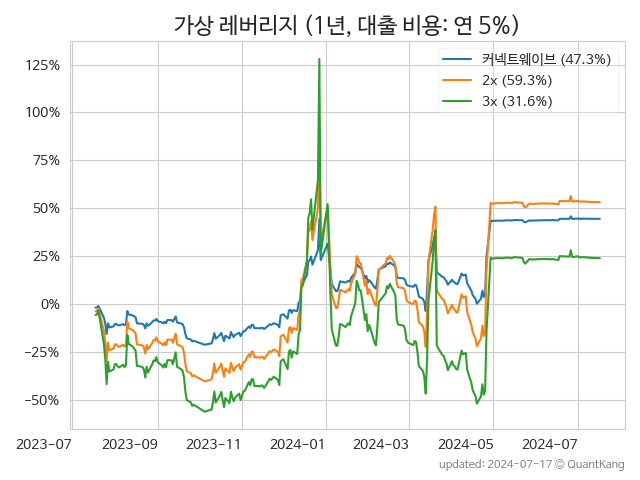 가상 레버리지 (1년, 대출 비용: 연 5%)
커넥트웨이브 (47.3%)
2x (59.3%)
3x (31.6%)
125%
100%
75%
50%
25%
0%
−25%
−50%
2023-07 2023-09 2023-11 2024-01 2024-03 2024-05 2024-07
updated: 2024-07-17 © QuantKang